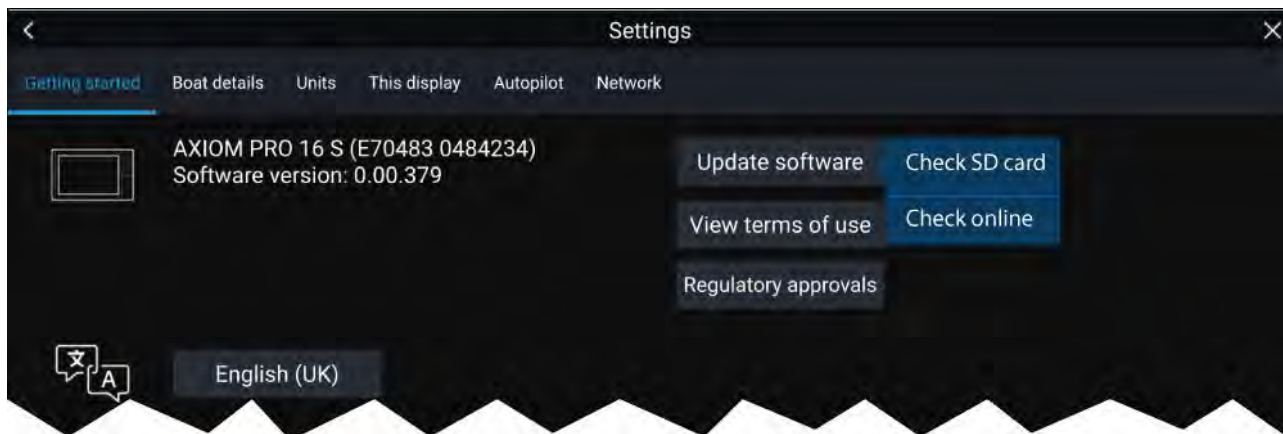 Settings
Getting started Boat details Units This display Autopilot Network
AXIOM PRO 16 S (E70483 0484234)
Software version: 0.00.379
Update software
Check SD card
View terms of use
Check online
Regulatory approvals
文
A
English (UK)